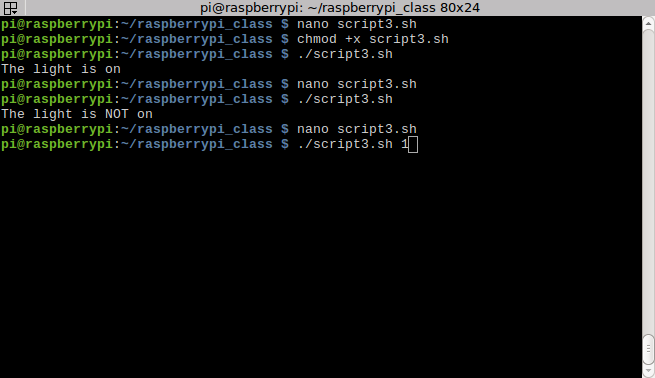 pi@raspberrypi: ~/raspberrypi_class 80x24
pi@raspberrypi:~/raspberrypi_class $ nano script3.sh
pi@raspberrypi:~/raspberrypi_class $ chmod +x script3.sh
pi@raspberrypi:~/raspberrypi_class $ ./script3.sh
The light is on
pi@raspberrypi:~/raspberrypi_class $ nano script3.sh
pi@raspberrypi:~/raspberrypi_class $ ./script3.sh
The light is NOT on
pi@raspberrypi:~/raspberrypi_class $ nano script3.sh
pi@raspberrypi:~/raspberrypi_class $ ./script3.sh 1